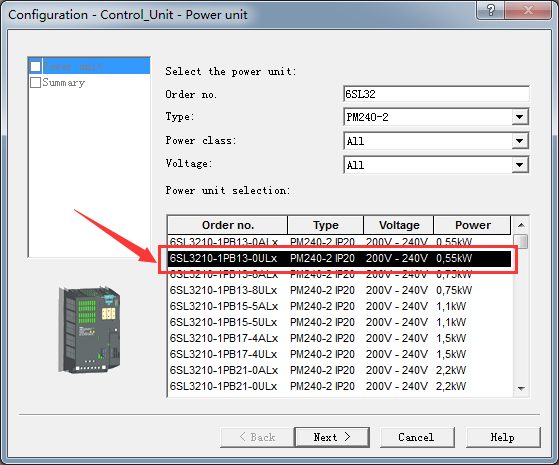 Configuration - Control_Unit - Power unit
Summary
Select the power unit:
Order no. 6SL32
Type: PM240-2
Power class: All
Voltage: All
Power unit selection:
Order no. Type Voltage Power
6SL3210-1PB13-0ALx PM240-2 IP20 200V - 240V 0,55kW
6SL3210-1PB13-0ULx PM240-2 IP20 200V - 240V 0,55kW
6SL3210-1PB13-8ALx PM240-2 IP20 200V - 240V 0,75kW
6SL3210-1PB13-8ULx PM240-2 IP20 200V - 240V 0,75kW
6SL3210-1PB15-5ALx PM240-2 IP20 200V - 240V 1,1kW
6SL3210-1PB15-5ULx PM240-2 IP20 200V - 240V 1,1kW
6SL3210-1PB17-4ALx PM240-2 IP20 200V - 240V 1,5kW
6SL3210-1PB17-4ULx PM240-2 IP20 200V - 240V 1,5kW
6SL3210-1PB21-0ALx PM240-2 IP20 200V - 240V 2,2kW
6SL3210-1PB21-0ULx PM240-2 IP20 200V - 240V 2,2kW
< Back Next > Cancel Help